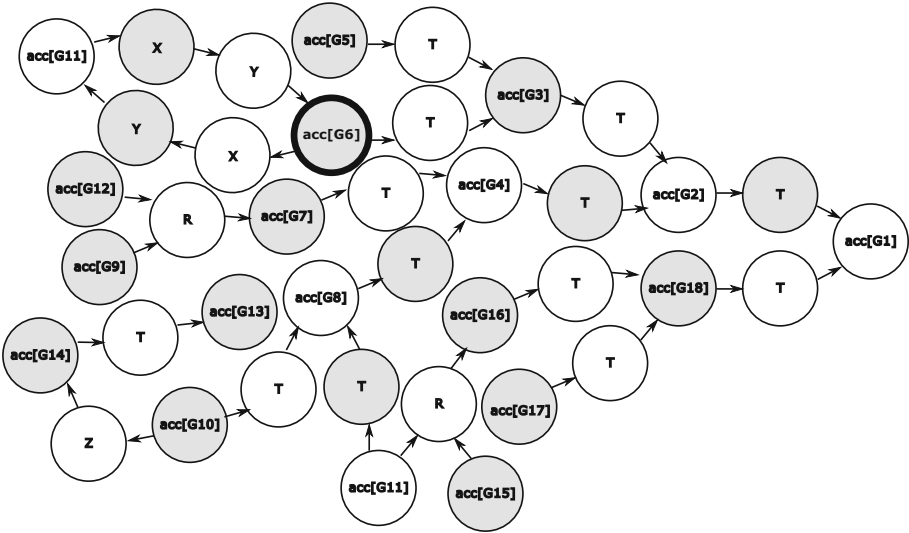 acc[G5]
T
acc[G11]
X
Y
acc[G3]
T
acc[G6]
T
Y
X
acc[G12]
T
acc[G4]
T
acc[G2]
T
acc[G7]
R
acc[G1]
acc[G9]
T
acc[G8]
T
acc[G18]
T
acc[G13]
acc[G16]
T
acc[G14]
T
T
T
R
acc[G17]
acc[G10]
Z
acc[G11]
acc[G15]